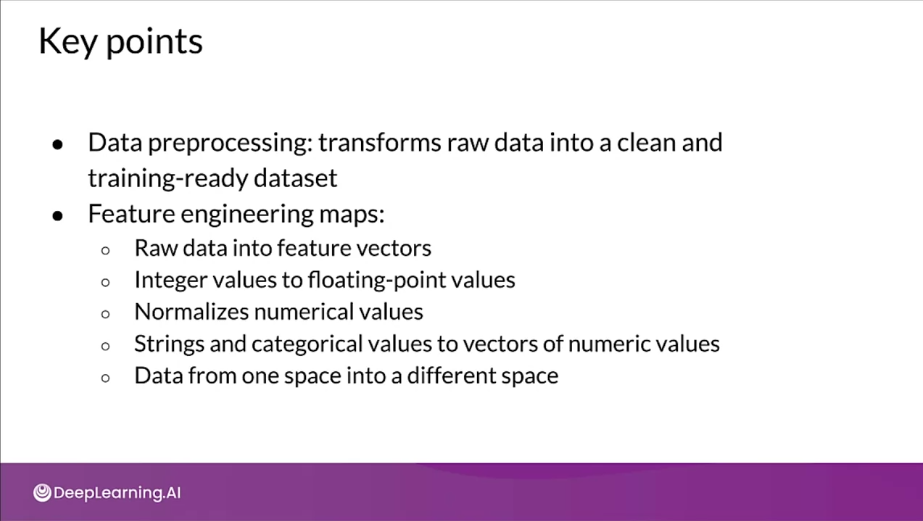 Key points
● Data preprocessing: transforms raw data into a clean and
training-ready dataset
● Feature engineering maps:
○ Raw data into feature vectors
○ Integer values to floating-point values
○ Normalizes numerical values
○ Strings and categorical values to vectors of numeric values
○ Data from one space into a different space
DeepLearning.AI